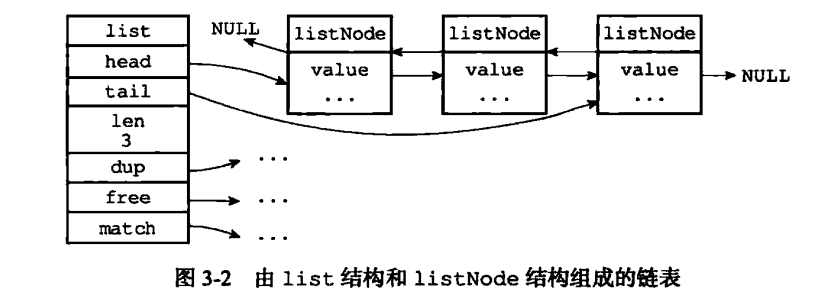 list
head
tail
len
3
dup
free
match
NULL
listNode
value
...
listNode
value
...
listNode
value
...
NULL
...
...
...
图 3-2 由 list 结构和 listNode 结构组成的链表